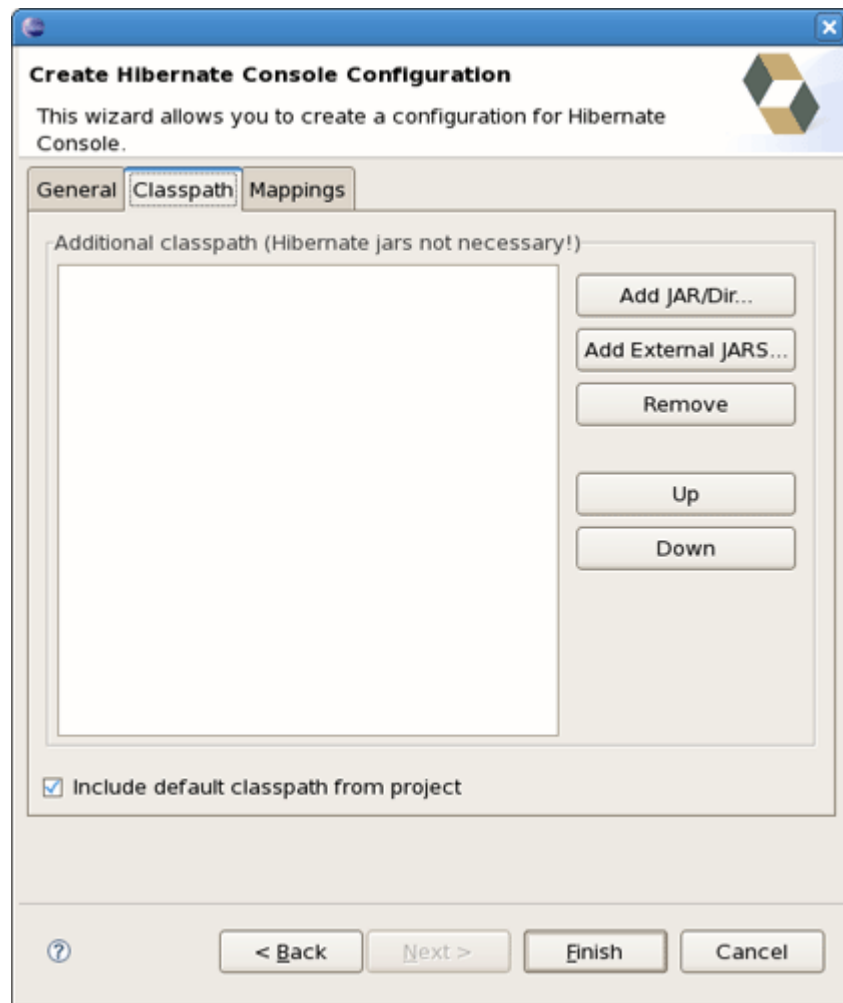 Create Hibernate Console Configuration
This wizard allows you to create a configuration for Hibernate
Console.
General Classpath Mappings
Additional classpath (Hibernate jars not necessary!)
Add JAR/Dir...
Add External JARS...
Remove
Up
Down
Include default classpath from project
? < Back Next > Finish Cancel